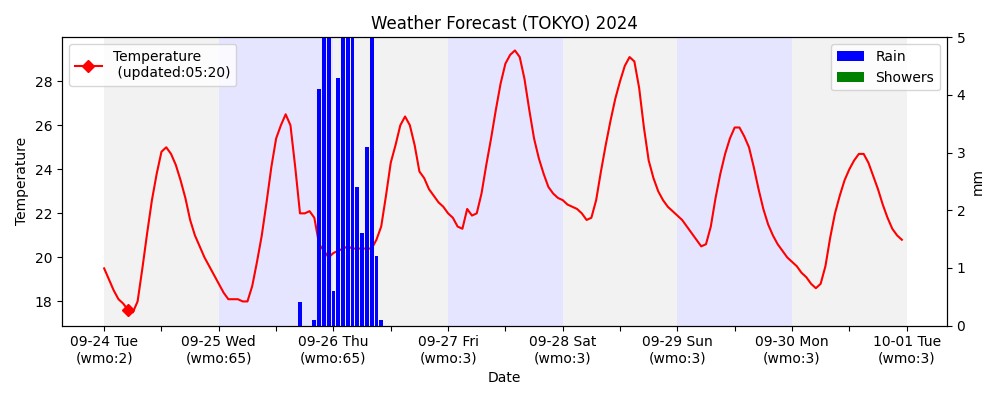 Weather Forecast (TOKYO) 2024
Temperature
(updated:05:20)
Rain
Showers
28
26
24
22
20
18
Temperature
5
4
3
2
1
0
mm
09-24 Tue
(wmo:2)
09-25 Wed
(wmo:65)
09-26 Thu
(wmo:65)
09-27 Fri
(wmo:3)
09-28 Sat
(wmo:3)
09-29 Sun
(wmo:3)
09-30 Mon
(wmo:3)
10-01 Tue
(wmo:3)
Date